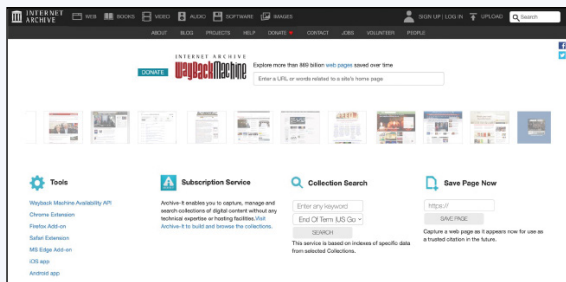 INTERNET ARCHIVE
WEB BOOKS VIDEO AUDIO SOFTWARE IMAGES
SIGN UP | LOG IN UPLOAD Search
ABOUT BLOG PROJECTS HELP DONATE CONTACT JOBS VOLUNTEER PEOPLE
DONATE
INTERNET ARCHIVE
WayBackMachine
Explore more than 869 billion web pages saved over time
Enter a URL or words related to a site's home page
Tools
Wayback Machine Availability API
Chrome Extension
Firefox Add-on
Safari Extension
MS Edge Add-on
iOS app
Android app
Subscription Service
Archive-It enables you to capture, manage and
search collections of digital content without any
technical expertise or hosting facilities. Visit
Archive-It to build and browse the collections.
Collection Search
Enter any keyword
End Of Term (US Go
SEARCH
This service is based on indexes of specific data
from selected Collections.
Save Page Now
https://
SAVE PAGE
Capture a web page as it appears now for use as
a trusted citation in the future.